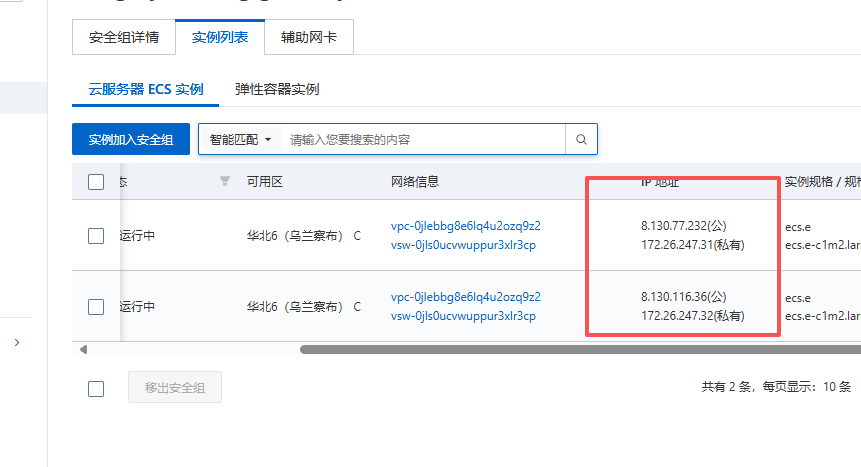 安全组详情 实例列表 辅助网卡
云服务器 ECS 实例 弹性容器实例
实例加入安全组 智能匹配 请输入您要搜索的内容
态 可用区 网络信息 IP 地址 实例规格 / 规格
运行中 华北6（乌兰察布） C vpc-0jlebbg8e6lq4u2ozq9z2 8.130.77.232(公) ecs.e
vsw-0jls0ucvwuppur3xlr3cp 172.26.247.31(私有) ecs.e-c1m2.lar
运行中 华北6（乌兰察布） C vpc-0jlebbg8e6lq4u2ozq9z2 8.130.116.36(公) ecs.e
vsw-0jls0ucvwuppur3xlr3cp 172.26.247.32(私有) ecs.e-c1m2.lar
移出安全组 共有 2 条，每页显示：10 条